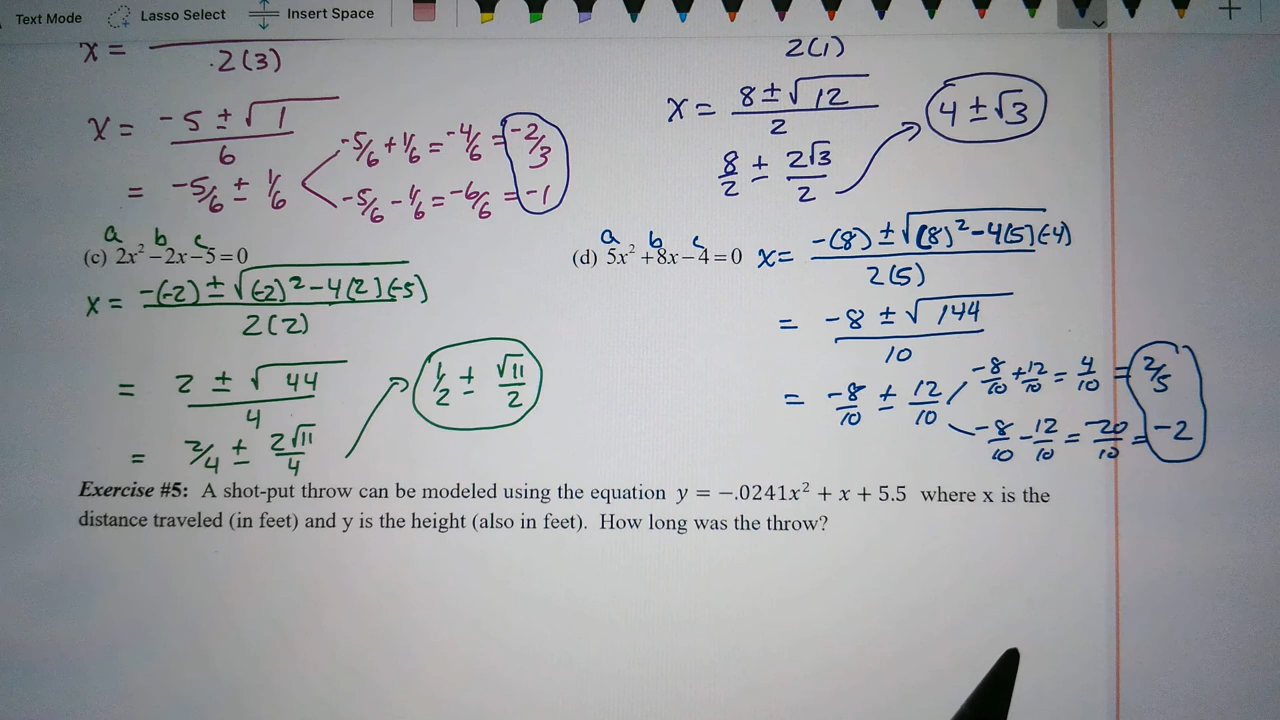 Text Mode Lasso Select Insert Space
x = 2(3)
2(1)
x = (-5 ± √1)/6
-5/6 + 1/6 = -4/6 = -2/3
= -5/6 ± 1/6
-5/6 - 1/6 = -6/6 = -1
x = (8 ± √12)/2
4 ± √3
8/2 ± 2√3/2
a b c
(c) 2x² - 2x - 5 = 0
x = (-(-2) ± √((-2)² - 4(2)(-5)))/2(2)
= (2 ± √44)/4
= 2/4 ± 2√11/4
1/2 ± √11/2
a b c
(d) 5x² + 8x - 4 = 0 x = (-(8) ± √((8)² - 4(5)(-4)))/2(5)
= (-8 ± √144)/10
= -8/10 ± 12/10
-8/10 + 12/10 = 4/10 = 2/5
-8/10 - 12/10 = -20/10 = -2
Exercise #5: A shot-put throw can be modeled using the equation y = -.0241x² + x + 5.5 where x is the
distance traveled (in feet) and y is the height (also in feet). How long was the throw?